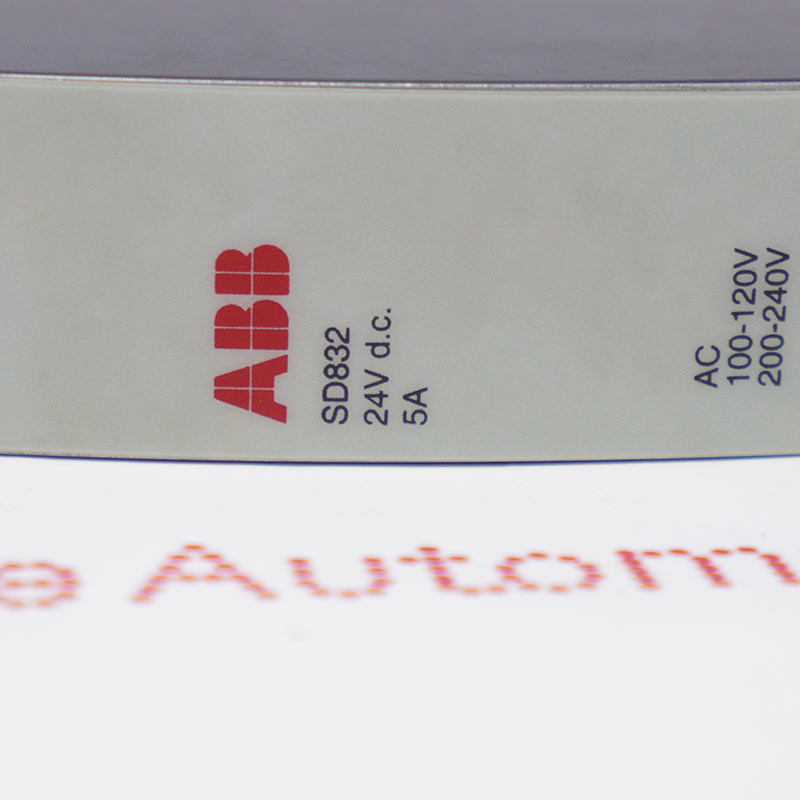 ABB
SD832
24V d.c.
5A
AC
100-120V
200-240V
e Autom